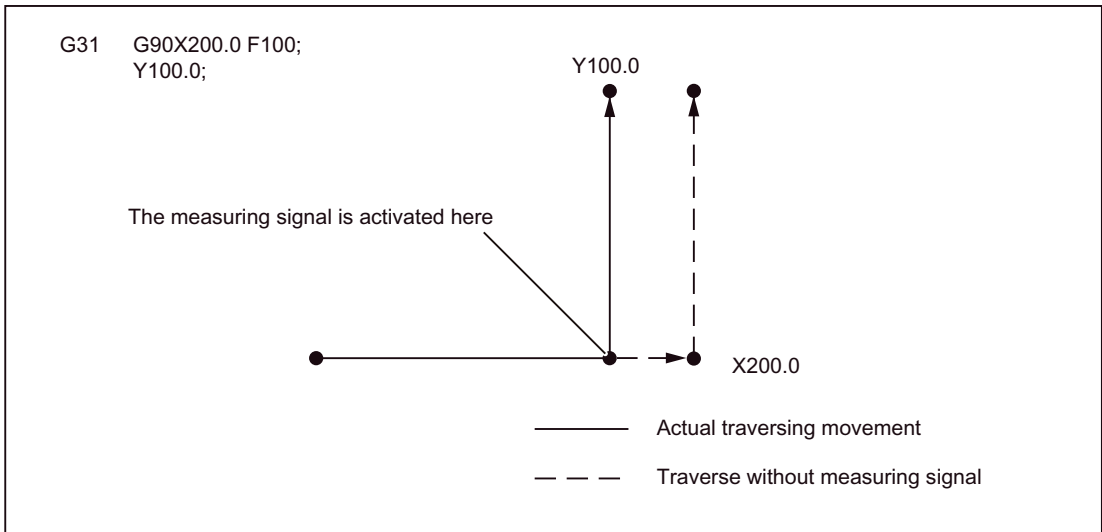 G31 G90X200.0 F100;
Y100.0;
Y100.0
The measuring signal is activated here
X200.0
Actual traversing movement
Traverse without measuring signal